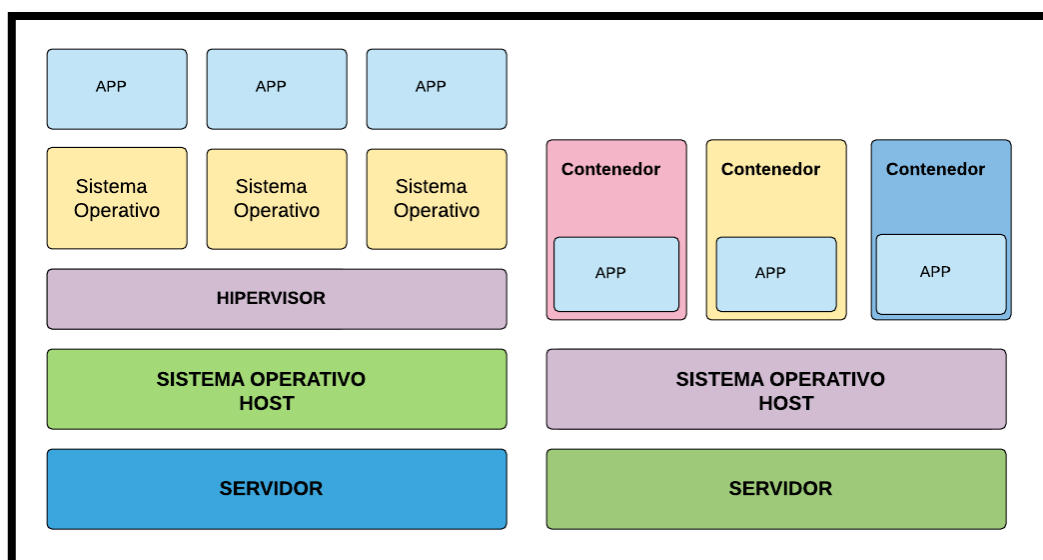 APP
APP
APP
Sistema
Operativo
Sistema
Operativo
Sistema
Operativo
HIPERVISOR
SISTEMA OPERATIVO
HOST
SERVIDOR
Contenedor
APP
Contenedor
APP
Contenedor
APP
SISTEMA OPERATIVO
HOST
SERVIDOR